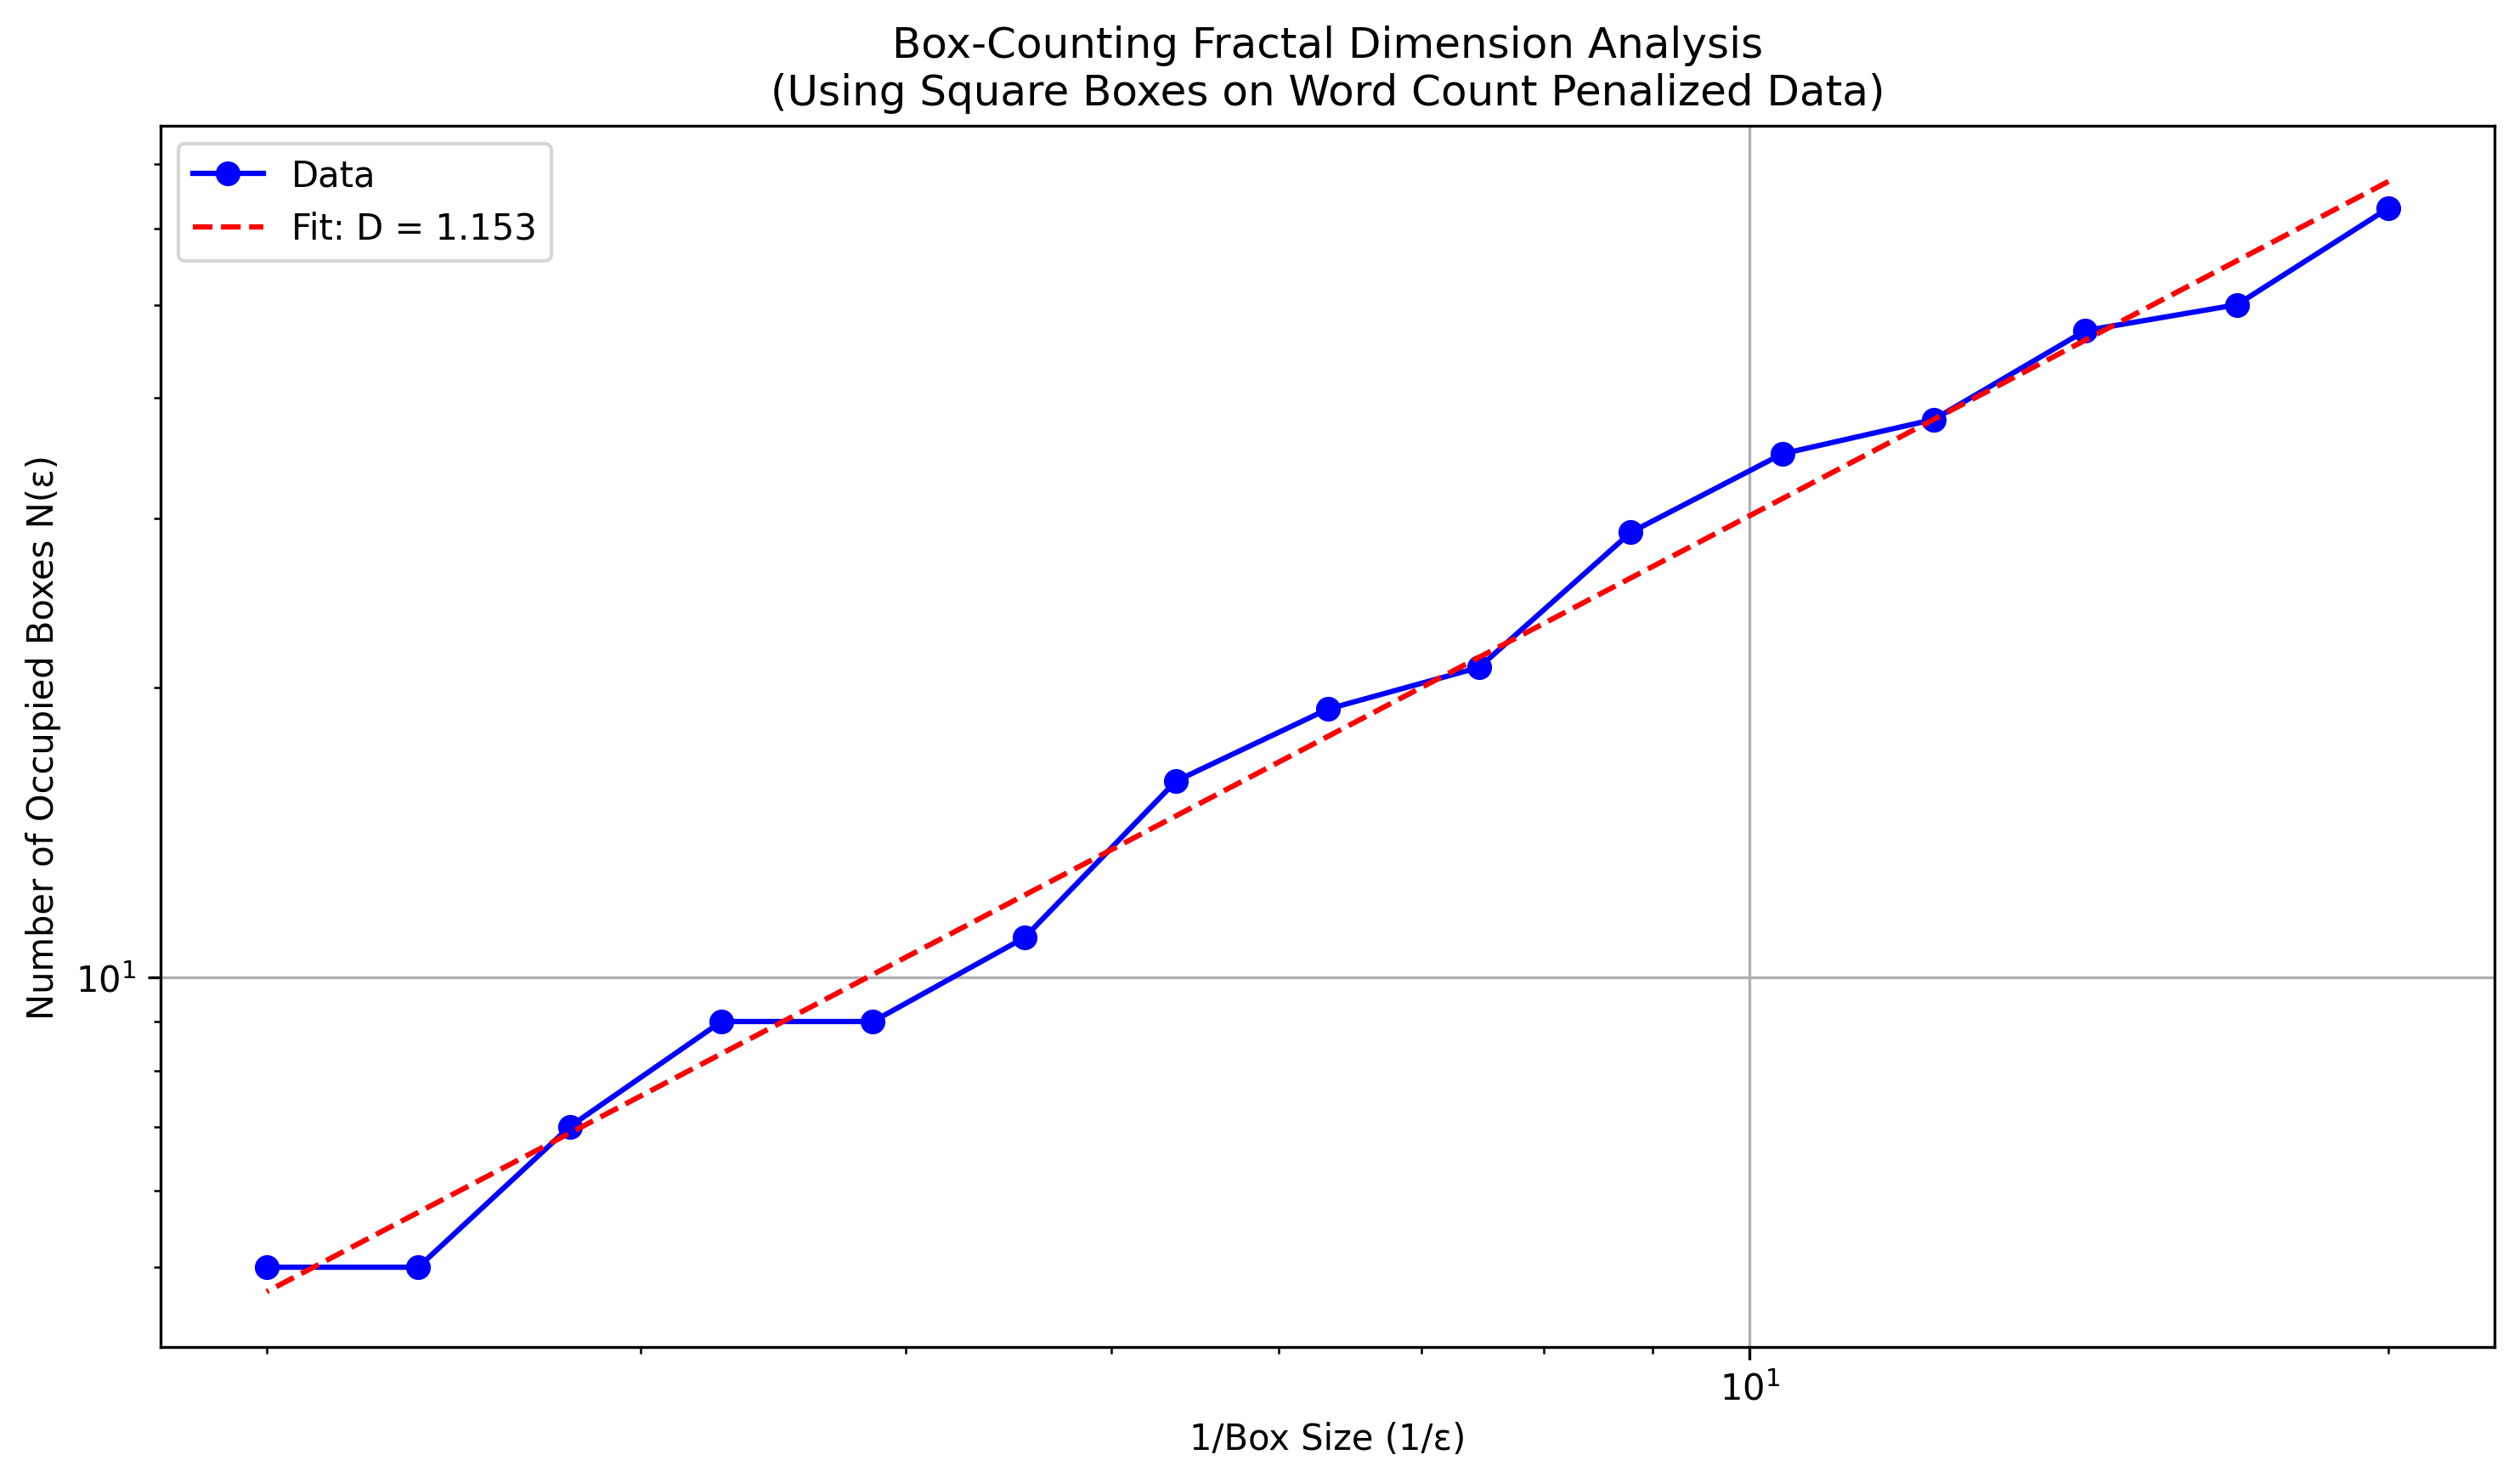 Box-Counting Fractal Dimension Analysis
(Using Square Boxes on Word Count Penalized Data)
Data
Fit: D = 1.153
Number of Occupied Boxes N(ε)
10¹
10¹
1/Box Size (1/ε)